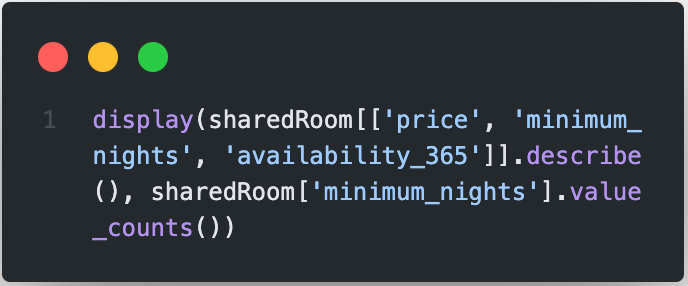 1 display(sharedRoom[['price', 'minimum_
nights', 'availability_365']].describe
(), sharedRoom['minimum_nights'].value
_counts())